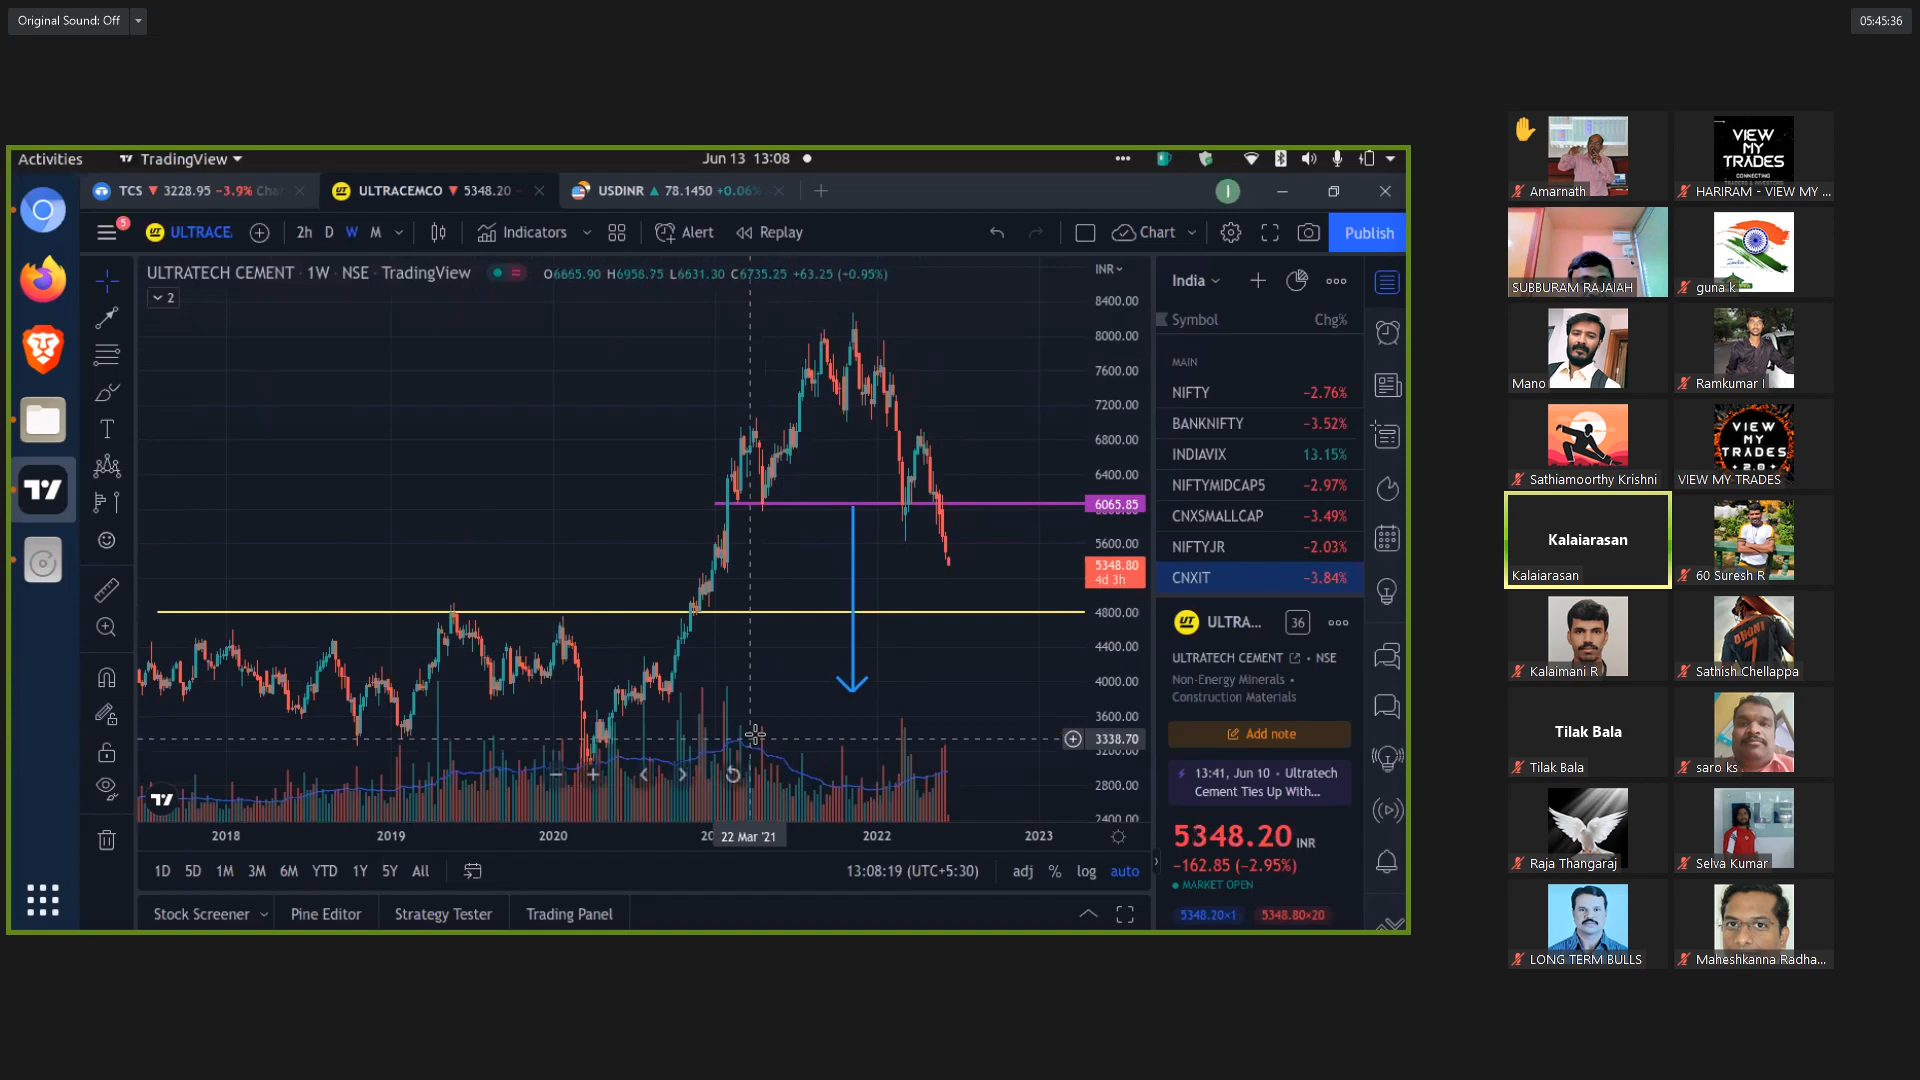 Original Sound: Off
05:45:36
Activities
TradingView
Jun 13 13:08
TCS 3228.95 −3.9% Cha
ULTRACEMCO 5348.20
USDINR 78.1450 +0.06%
I
5
ULTRACE.
2h D W M
Indicators
Alert
Replay
Chart
Publish
ULTRATECH CEMENT · 1W · NSE · TradingView
O6665.90 H6958.75 L6631.30 C6735.25 +63.25 (+0.95%)
2
INR
8400.00
8000.00
7600.00
7200.00
6800.00
6400.00
6065.85
5600.00
5348.80
4d 3h
4800.00
4400.00
4000.00
3600.00
3338.70
3200.00
2800.00
2400.00
2018
2019
2020
22 Mar '21
2022
2023
1D 5D 1M 3M 6M YTD 1Y 5Y All
13:08:19 (UTC+5:30)
adj % log auto
Stock Screener
Pine Editor
Strategy Tester
Trading Panel
India
Symbol Chg%
MAIN
NIFTY −2.76%
BANKNIFTY −3.52%
INDIAVIX 13.15%
NIFTYMIDCAP5 −2.97%
CNXSMALLCAP −3.49%
NIFTYJR −2.03%
CNXIT −3.84%
UT ULTRA... 36
ULTRATECH CEMENT · NSE
Non-Energy Minerals •
Construction Materials
Add note
13:41, Jun 10 · Ultratech
Cement Ties Up With...
5348.20 INR
−162.85 (−2.95%)
MARKET OPEN
5348.20×1 5348.80×20
Amarnath
VIEW
MY
TRADES
CONNECTING
HARIRAM - VIEW MY ...
SUBBURAM RAJAIAH
guna k
Mano
Ramkumar I
Sathiamoorthy Krishni
VIEW
MY
TRADES
2.0
VIEW MY TRADES
Kalaiarasan
Kalaiarasan
60 Suresh R
Kalaimani R
DHONI
7
Sathish Chellappa
Tilak Bala
Tilak Bala
saro ks
Raja Thangaraj
Selva Kumar
LONG TERM BULLS
Maheshkanna Radha...